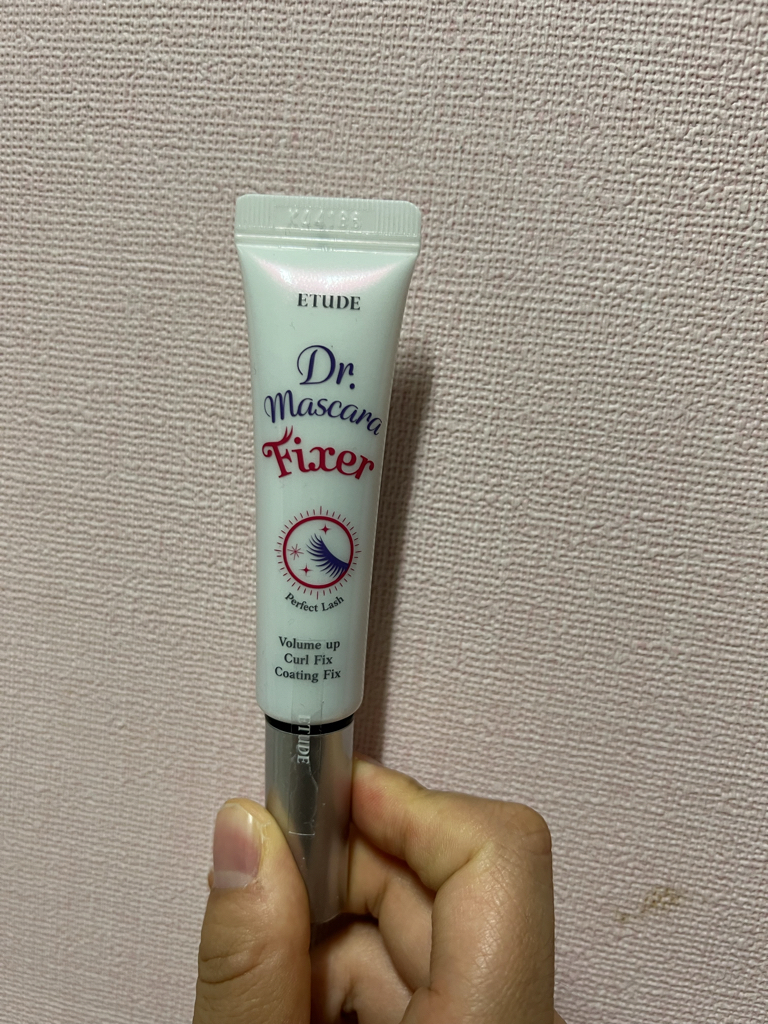 ETUDE
Dr.
Mascara
Fixer
Perfect Lash
Volume up
Curl Fix
Coating Fix
ETUDE